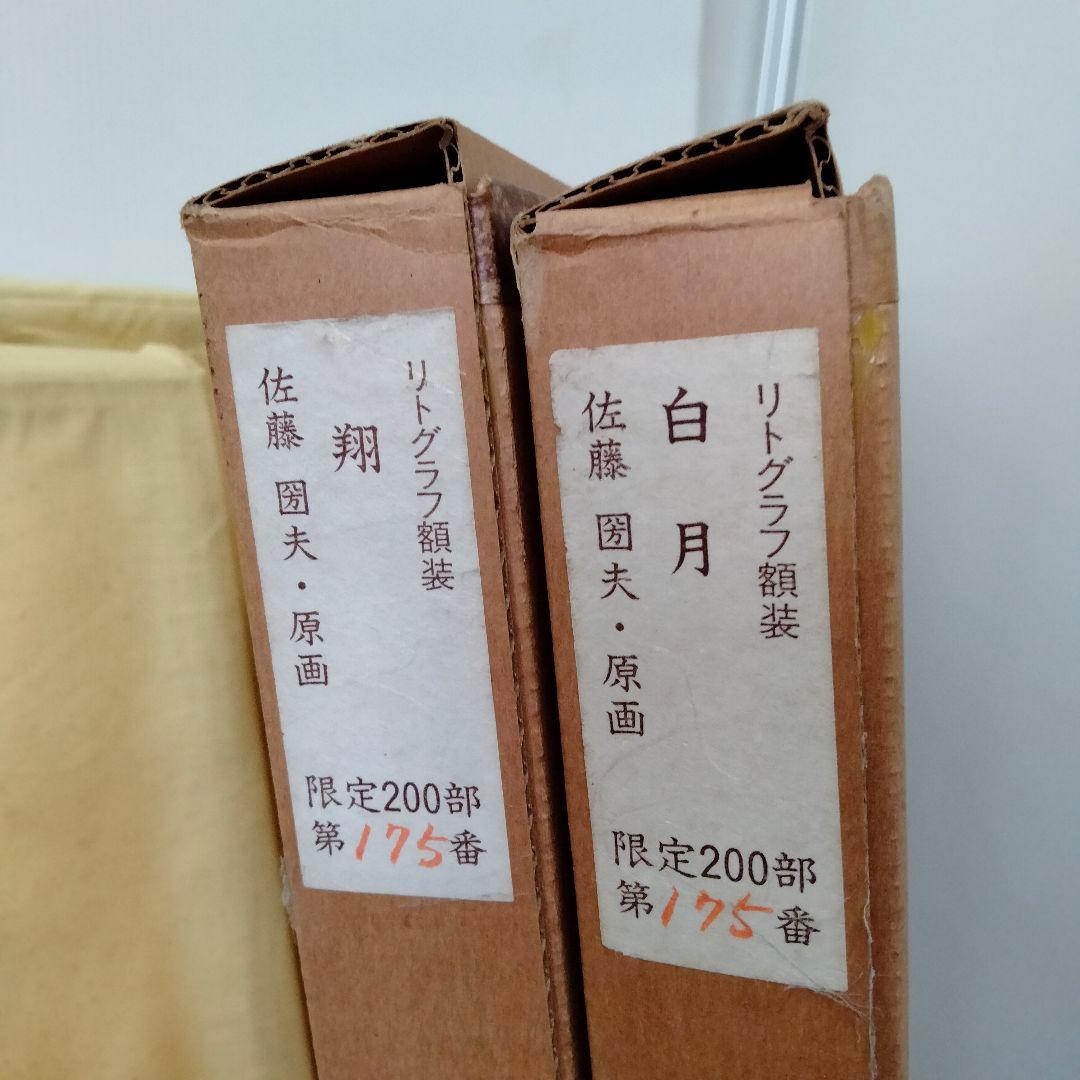 リトグラフ額装
翔
佐藤 圀夫・原画
限定200部
第175番
リトグラフ額装
白月
佐藤 圀夫・原画
限定200部
第175番